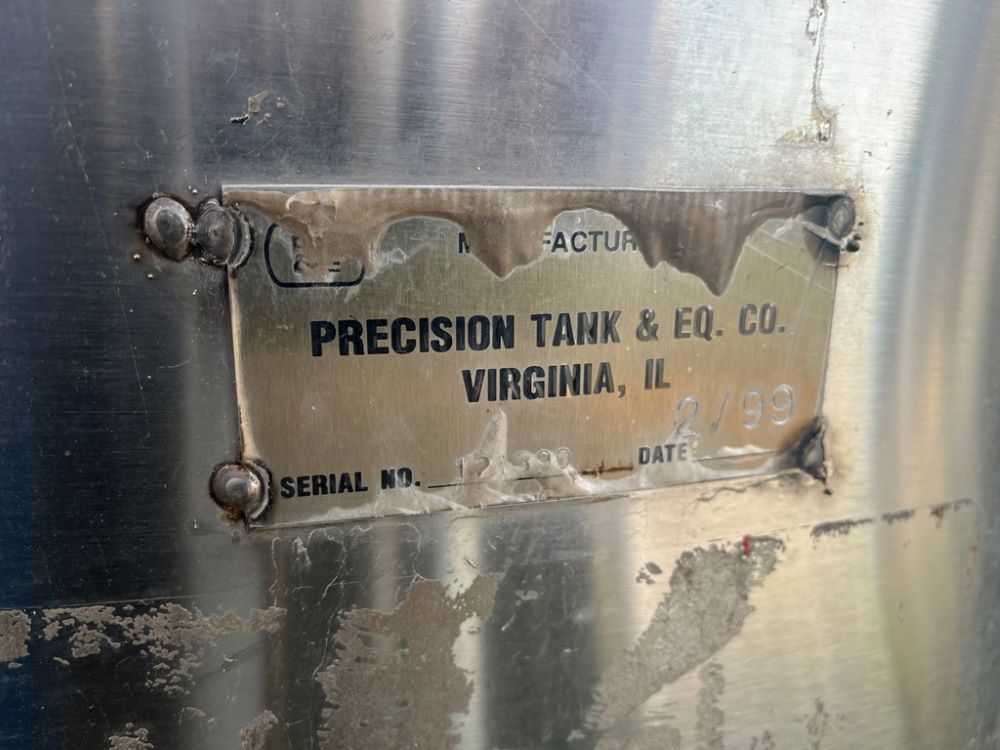 PRECISION TANK & EQ. CO.
VIRGINIA, IL
2/99
SERIAL NO. DATE